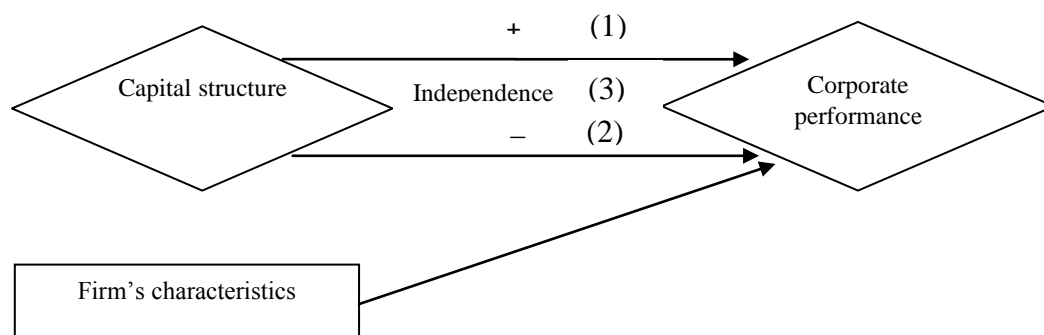 + (1)
Capital structure
Independence (3)
Corporate
performance
– (2)
Firm’s characteristics